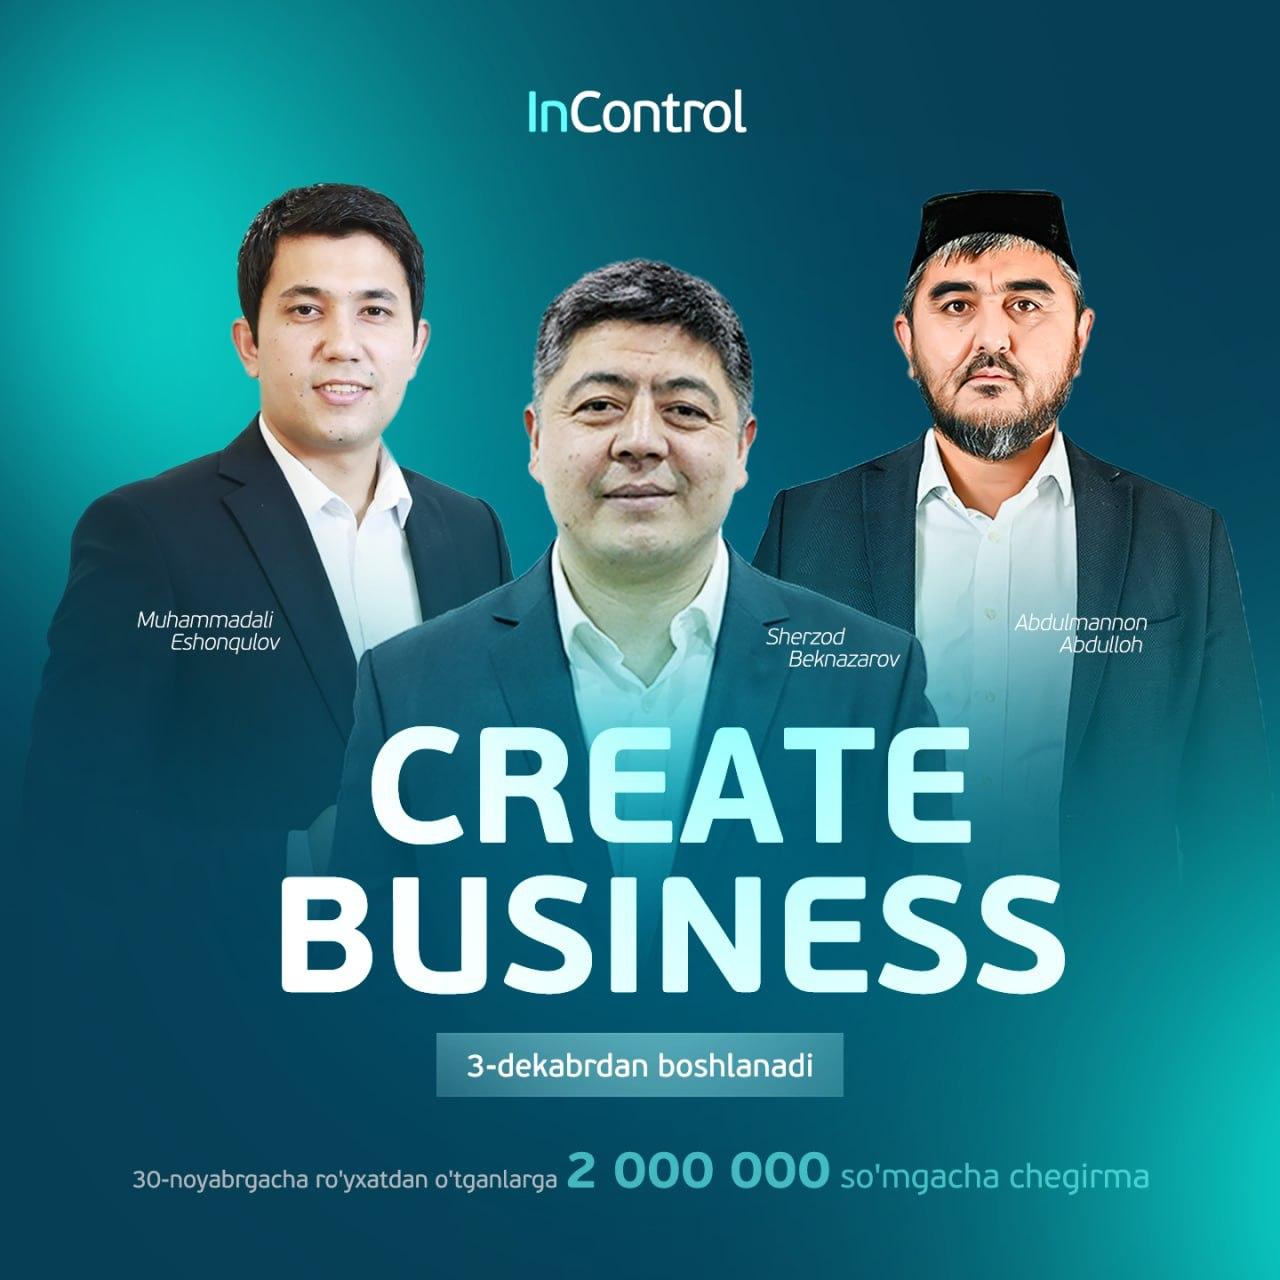 InControl
Muhammadali
Eshonqulov
Sherzod
Beknazarov
Abdulmannon
Abdulloh
CREATE
BUSINESS
3-dekabrdan boshlanadi
30-noyabrgacha ro'yxatdan o'tganlarga 2 000 000 so'mgacha chegirma